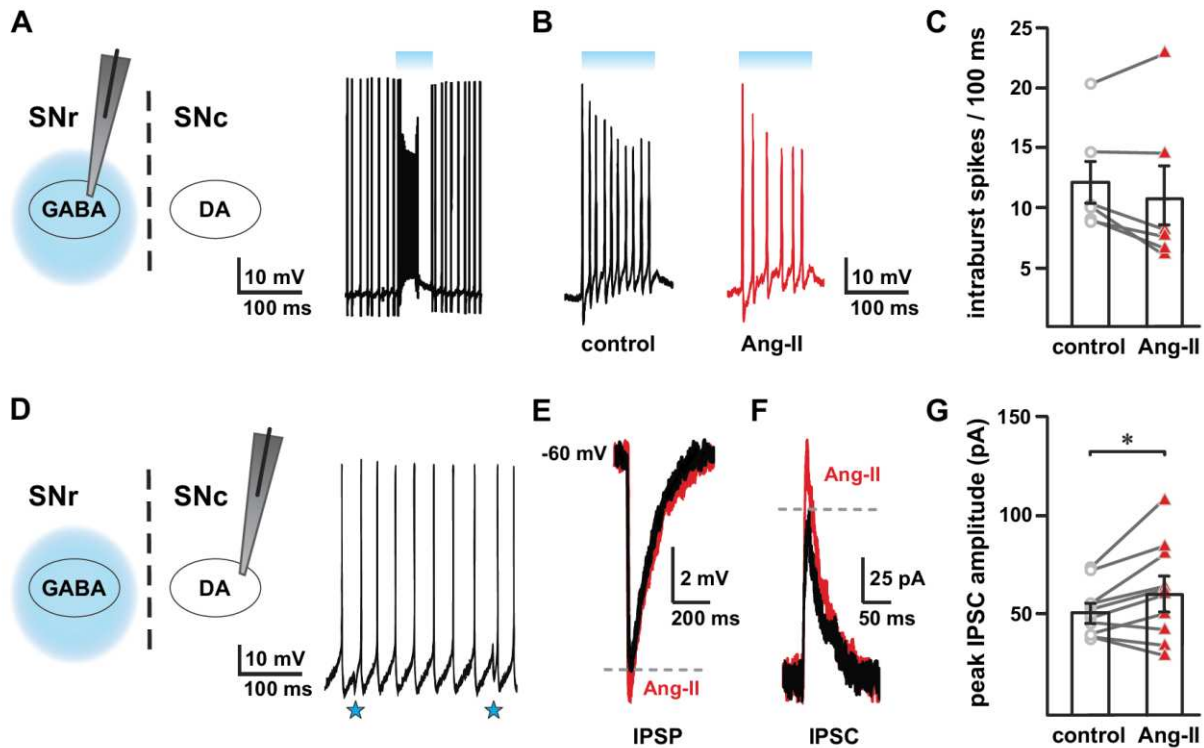 A
SNr
SNc
GABA
DA
10 mV
100 ms
B
control
Ang-II
10 mV
100 ms
C
intraburst spikes / 100 ms
25
20
15
10
5
control
Ang-II
D
SNr
SNc
GABA
DA
10 mV
100 ms
E
-60 mV
2 mV
200 ms
Ang-II
IPSP
F
Ang-II
25 pA
50 ms
IPSC
G
peak IPSC amplitude (pA)
150
100
50
*
control
Ang-II